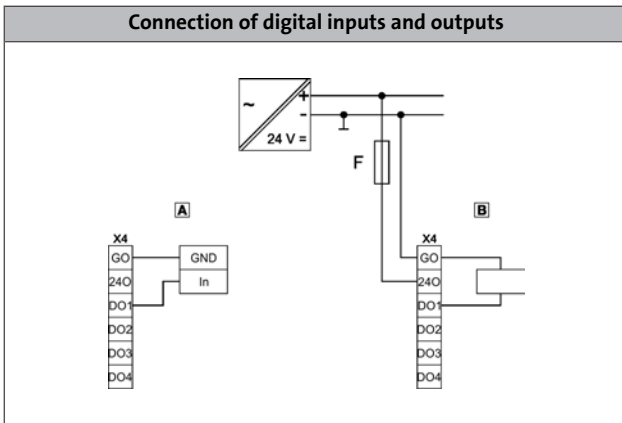 Connection of digital inputs and outputs
~
+
-
24 V =
F
A
B
X4
GO
24O
DO1
DO2
DO3
DO4
GND
In
X4
GO
24O
DO1
DO2
DO3
DO4